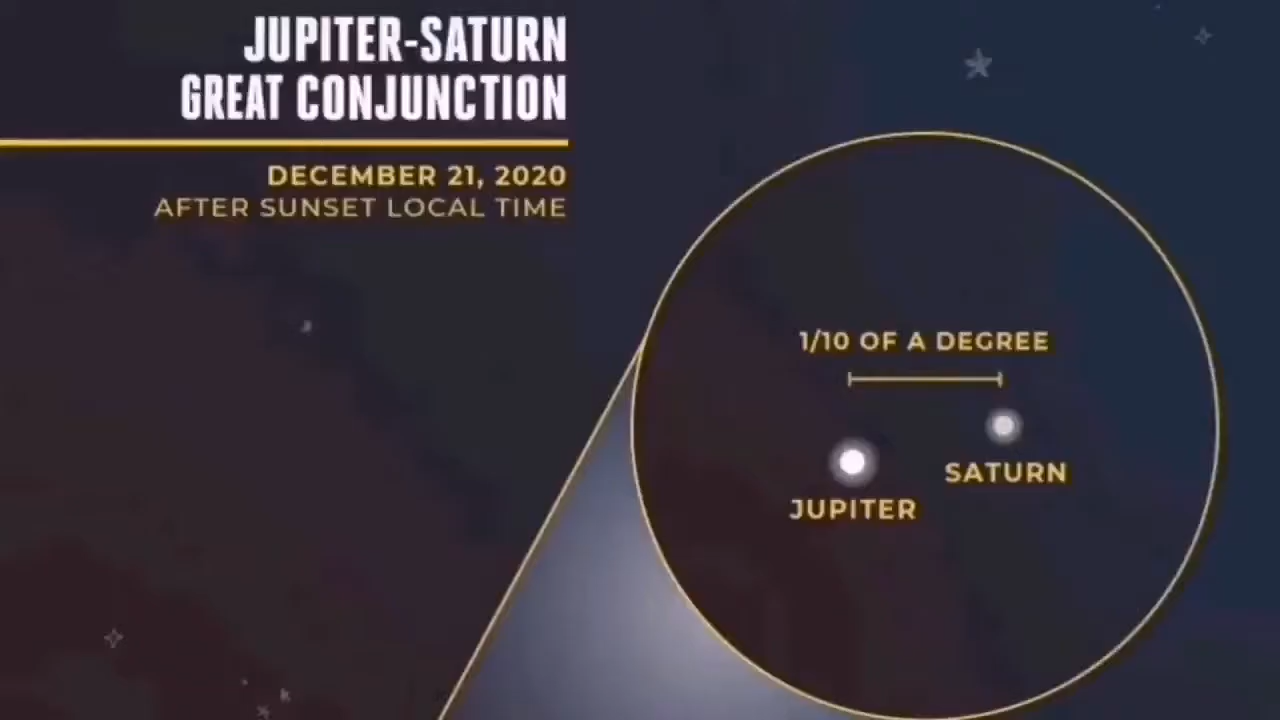 JUPITER-SATURN
GREAT CONJUNCTION
DECEMBER 21, 2020
AFTER SUNSET LOCAL TIME
1/10 OF A DEGREE
SATURN
JUPITER